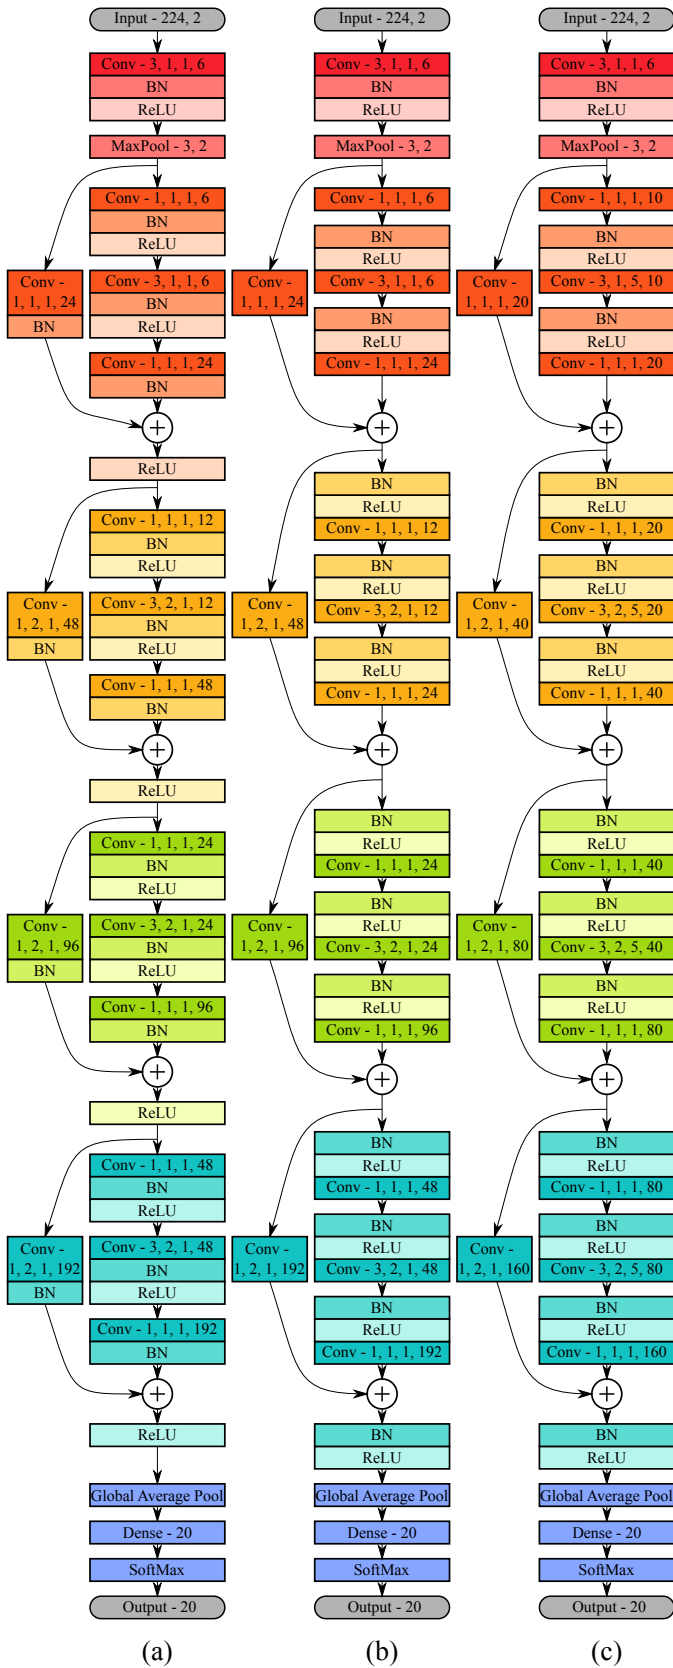 Input - 224, 2
Conv - 3, 1, 1, 6
BN
ReLU
MaxPool - 3, 2
Conv - 1, 1, 1, 6
BN
ReLU
Conv -
1, 1, 1, 24
BN
Conv - 3, 1, 1, 6
BN
ReLU
Conv - 1, 1, 1, 24
BN
ReLU
Conv - 1, 1, 1, 12
BN
ReLU
Conv -
1, 2, 1, 48
BN
Conv - 3, 2, 1, 12
BN
ReLU
Conv - 1, 1, 1, 48
BN
ReLU
Conv - 1, 1, 1, 24
BN
ReLU
Conv -
1, 2, 1, 96
BN
Conv - 3, 2, 1, 24
BN
ReLU
Conv - 1, 1, 1, 96
BN
ReLU
Conv - 1, 1, 1, 48
BN
ReLU
Conv -
1, 2, 1, 192
BN
Conv - 3, 2, 1, 48
BN
ReLU
Conv - 1, 1, 1, 192
BN
ReLU
Global Average Pool
Dense - 20
SoftMax
Output - 20
(a)
Input - 224, 2
Conv - 3, 1, 1, 6
BN
ReLU
MaxPool - 3, 2
Conv - 1, 1, 1, 6
Conv -
1, 1, 1, 24
BN
ReLU
Conv - 3, 1, 1, 6
BN
ReLU
Conv - 1, 1, 1, 24
BN
ReLU
Conv - 1, 1, 1, 12
Conv -
1, 2, 1, 48
BN
ReLU
Conv - 3, 2, 1, 12
BN
ReLU
Conv - 1, 1, 1, 24
BN
ReLU
Conv - 1, 1, 1, 24
Conv -
1, 2, 1, 96
BN
ReLU
Conv - 3, 2, 1, 24
BN
ReLU
Conv - 1, 1, 1, 96
BN
ReLU
Conv - 1, 1, 1, 48
Conv -
1, 2, 1, 192
BN
ReLU
Conv - 3, 2, 1, 48
BN
ReLU
Conv - 1, 1, 1, 192
BN
ReLU
Global Average Pool
Dense - 20
SoftMax
Output - 20
(b)
Input - 224, 2
Conv - 3, 1, 1, 6
BN
ReLU
MaxPool - 3, 2
Conv - 1, 1, 1, 10
Conv -
1, 1, 1, 20
BN
ReLU
Conv - 3, 1, 5, 10
BN
ReLU
Conv - 1, 1, 1, 20
BN
ReLU
Conv - 1, 1, 1, 20
Conv -
1, 2, 1, 40
BN
ReLU
Conv - 3, 2, 5, 20
BN
ReLU
Conv - 1, 1, 1, 40
BN
ReLU
Conv - 1, 1, 1, 40
Conv -
1, 2, 1, 80
BN
ReLU
Conv - 3, 2, 5, 40
BN
ReLU
Conv - 1, 1, 1, 80
BN
ReLU
Conv - 1, 1, 1, 80
Conv -
1, 2, 1, 160
BN
ReLU
Conv - 3, 2, 5, 80
BN
ReLU
Conv - 1, 1, 1, 160
BN
ReLU
Global Average Pool
Dense - 20
SoftMax
Output - 20
(c)